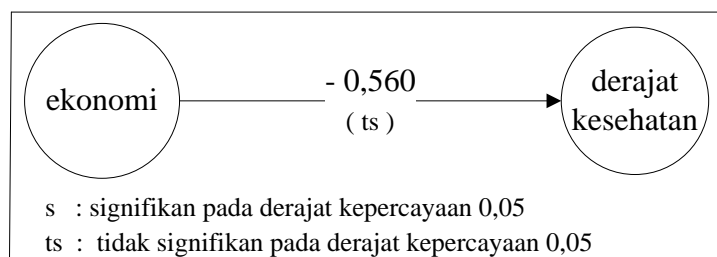 ekonomi
- 0,560
( ts )
derajat
kesehatan
s : signifikan pada derajat kepercayaan 0,05
ts : tidak signifikan pada derajat kepercayaan 0,05